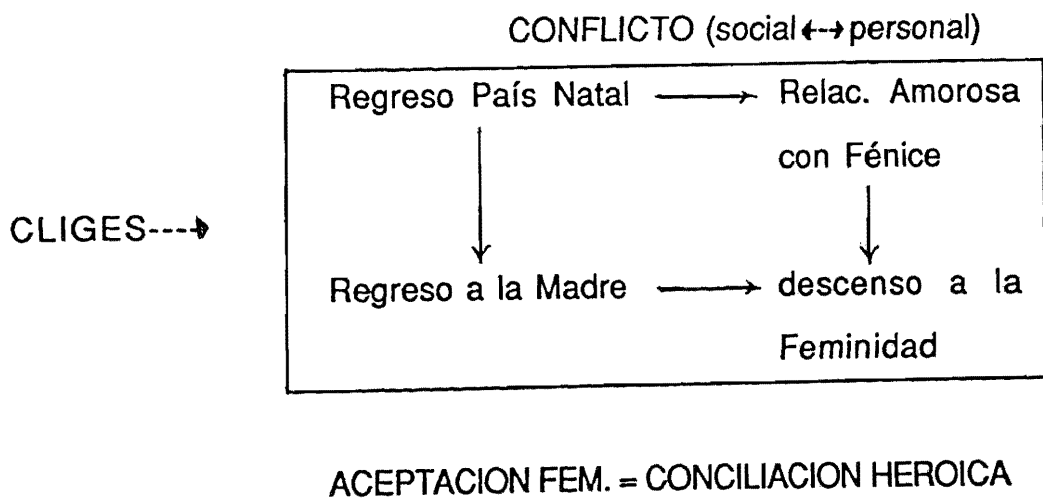 CONFLICTO (social ↔ personal)
Regreso País Natal → Relac. Amorosa
con Fénice
CLIGES---→
Regreso a la Madre → descenso a la
Feminidad
ACEPTACION FEM. = CONCILIACION HEROICA